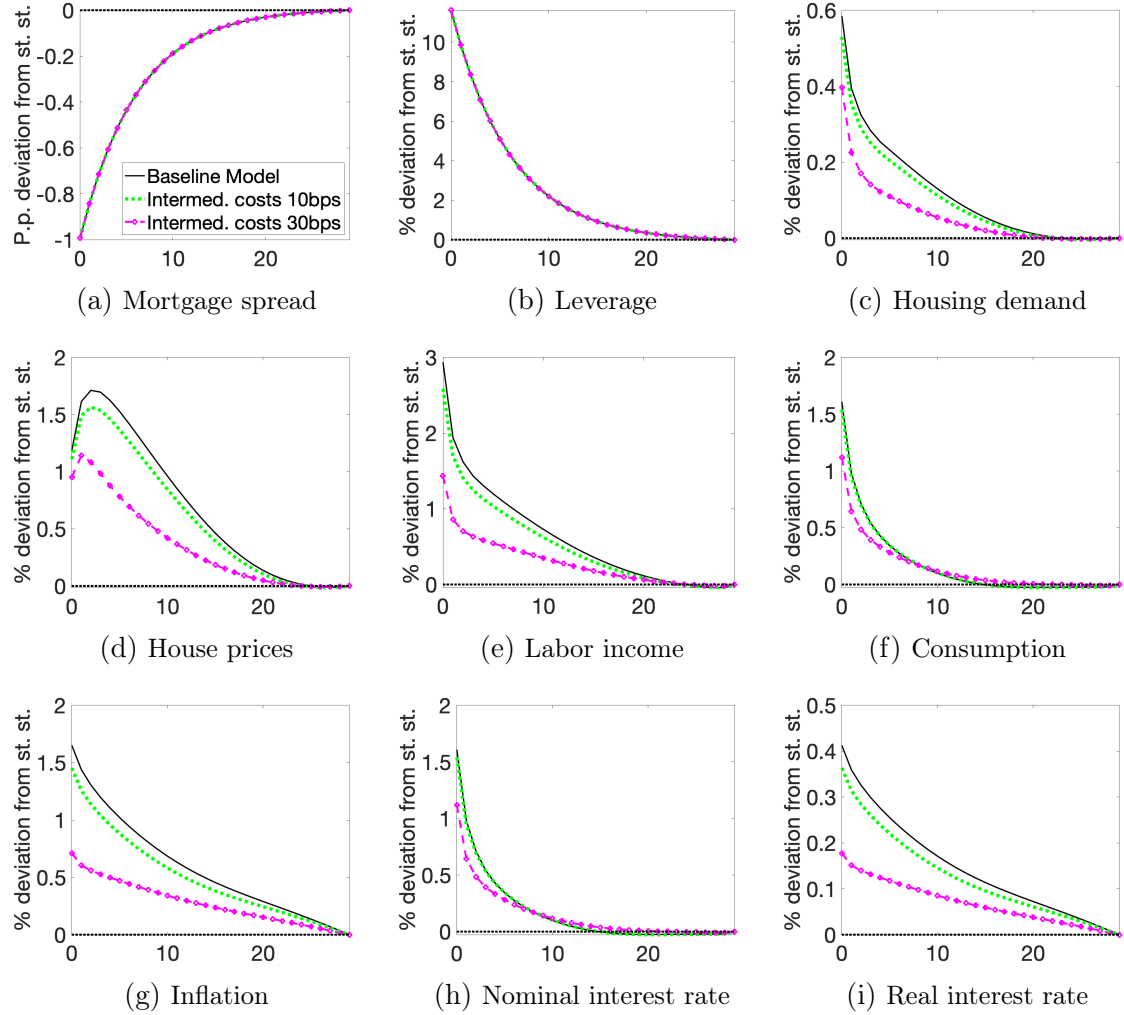 P.p. deviation from st. st.
0
-0.2
-0.4
-0.6
-0.8
-1
Baseline Model
Intermed. costs 10bps
Intermed. costs 30bps
0 10 20
(a) Mortgage spread
% deviation from st. st.
10
8
6
4
2
0
0 10 20
(b) Leverage
% deviation from st. st.
0.6
0.4
0.2
0
0 10 20
(c) Housing demand
% deviation from st. st.
2
1.5
1
0.5
0
0 10 20
(d) House prices
% deviation from st. st.
3
2
1
0
0 10 20
(e) Labor income
% deviation from st. st.
2
1.5
1
0.5
0
0 10 20
(f) Consumption
% deviation from st. st.
2
1.5
1
0.5
0
0 10 20
(g) Inflation
% deviation from st. st.
2
1.5
1
0.5
0
0 10 20
(h) Nominal interest rate
% deviation from st. st.
0.5
0.4
0.3
0.2
0.1
0
0 10 20
(i) Real interest rate